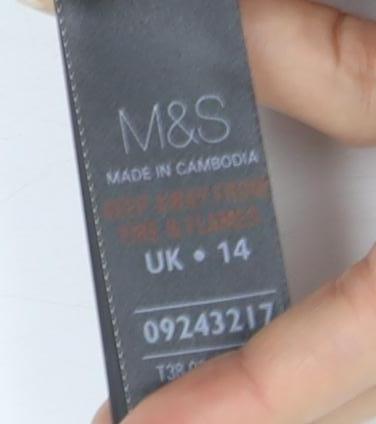 M&S
MADE IN CAMBODIA
KEEP AWAY FROM
FIRE & FLAMES
UK • 14
09243217
T38